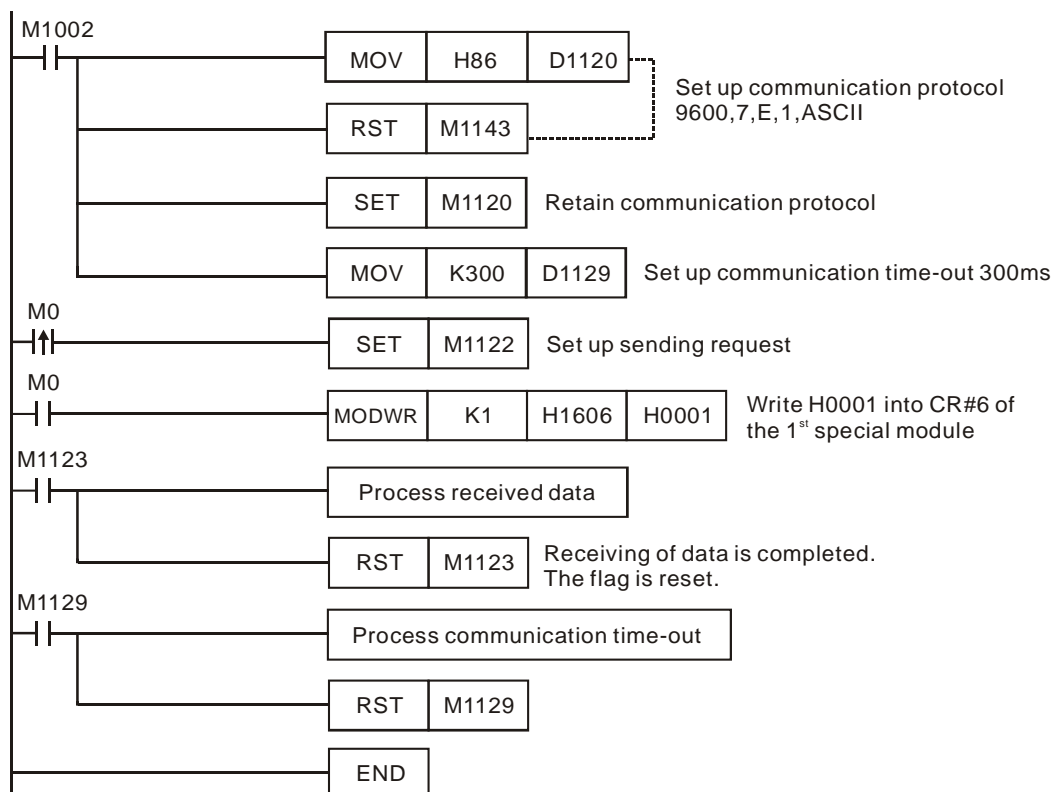 M1002
MOV H86 D1120
Set up communication protocol
9600,7,E,1,ASCII
RST M1143
SET M1120 Retain communication protocol
MOV K300 D1129 Set up communication time-out 300ms
M0
SET M1122 Set up sending request
M0
MODWR K1 H1606 H0001
Write H0001 into CR#6 of
the 1st special module
M1123
Process received data
RST M1123
Receiving of data is completed.
The flag is reset.
M1129
Process communication time-out
RST M1129
END